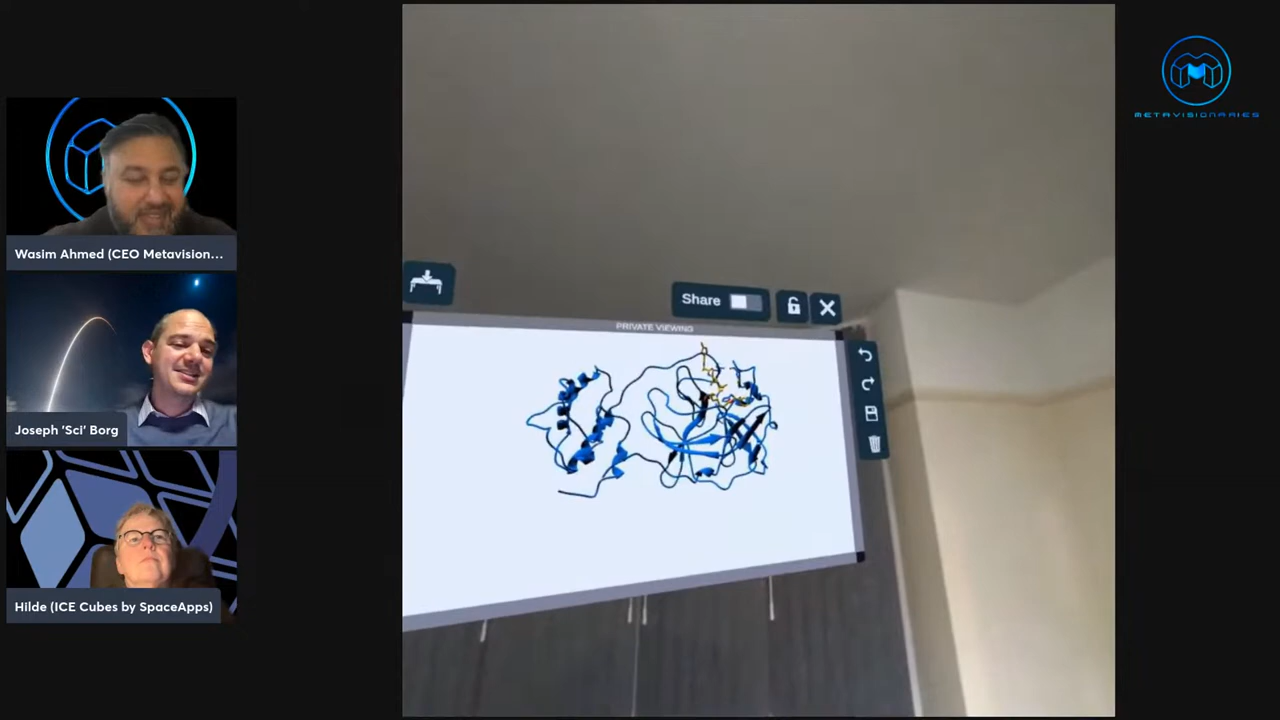 METAVISIONARIES
Wasim Ahmed (CEO Metavision...
Share
PRIVATE VIEWING
Joseph 'Sci' Borg
Hilde (ICE Cubes by SpaceApps)